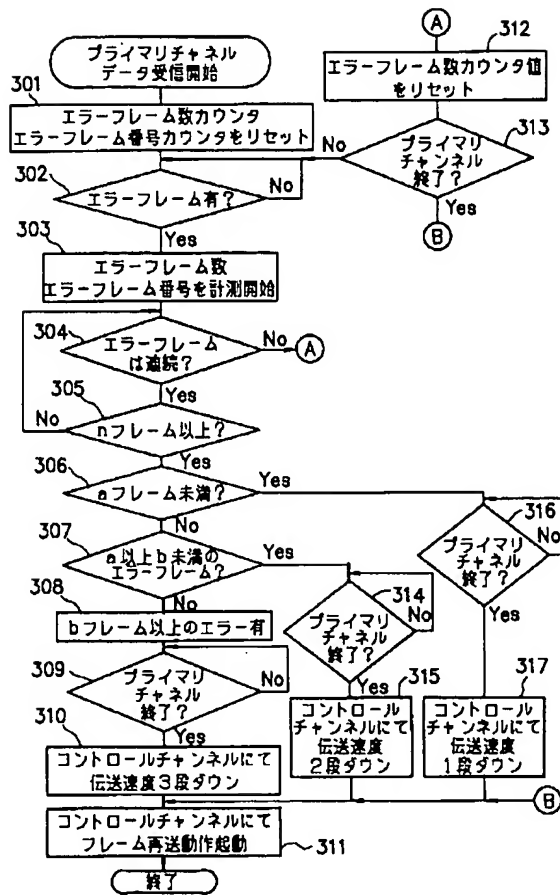 プライマリチャネル
データ受信開始
301
エラーフレーム数カウンタ
エラーフレーム番号カウンタをリセット
302
エラーフレーム有?
No
Yes
303
エラーフレーム数
エラーフレーム番号を計測開始
304
エラーフレーム
は連続?
No
A
Yes
305
nフレーム以上?
No
Yes
306
aフレーム未満?
Yes
No
307
a以上b未満の
エラーフレーム?
Yes
No
308
bフレーム以上のエラー有
309
プライマリ
チャネル
終了?
No
Yes
310
コントロールチャンネルにて
伝送速度3段ダウン
コントロールチャンネルにて
フレーム再送動作起動
311
終了
A
312
エラーフレーム数カウンタ値
をリセット
313
プライマリ
チャンネル
終了?
No
Yes
B
314
プライマリ
チャンネル
終了?
No
Yes
315
コントロール
チャンネルにて
伝送速度
2段ダウン
316
プライマリ
チャンネル
終了?
No
Yes
317
コントロール
チャンネルにて
伝送速度
1段ダウン
B